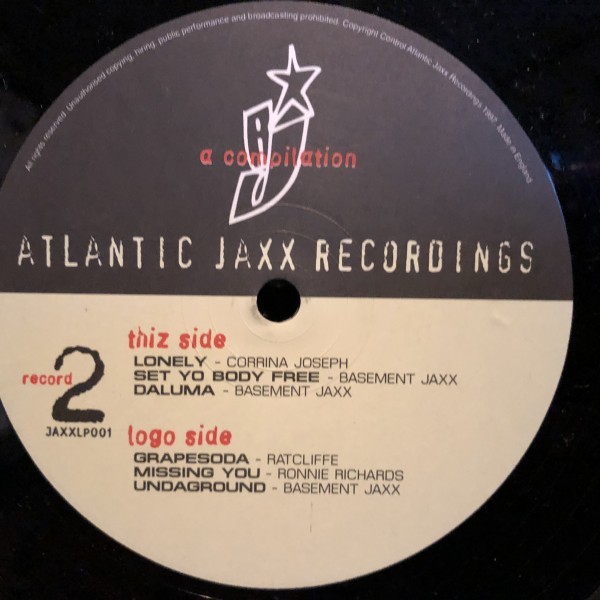 All rights reserved. Unauthorised copying, hiring, public performance and broadcasting prohibited. Copyright Control Atlantic Jaxx Recordings 1997. Made in England
AJ
a compilation
ATLANTIC JAXX RECORDINGS
thiz side
LONELY - CORRINA JOSEPH
SET YO BODY FREE - BASEMENT JAXX
DALUMA - BASEMENT JAXX
record 2
JAXXLP001
logo side
GRAPESODA - RATCLIFFE
MISSING YOU - RONNIE RICHARDS
UNDAGROUND - BASEMENT JAXX